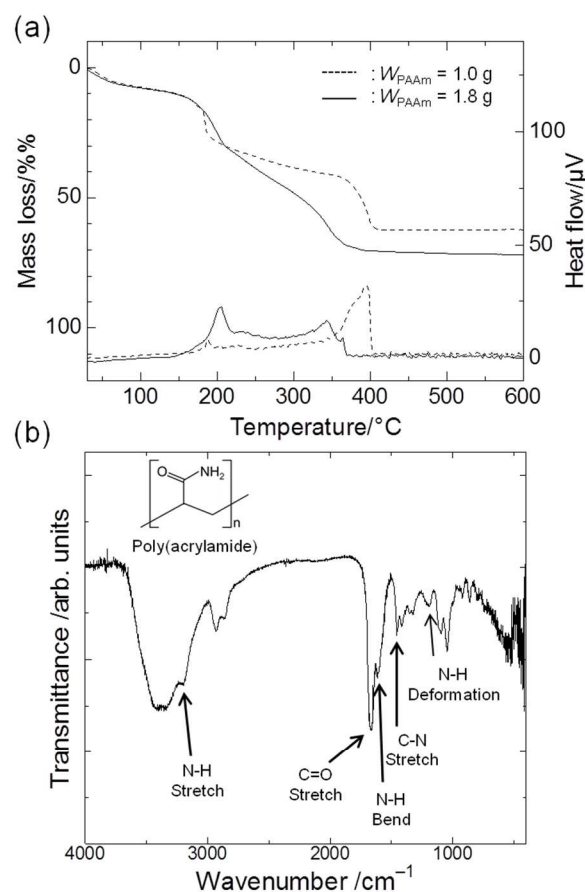 (a)
0
50
100
Mass loss/%%
- - - - : W_PAAm = 1.0 g
—— : W_PAAm = 1.8 g
100
50
0
Heat flow/µV
100 200 300 400 500 600
Temperature/°C
(b)
O
NH2
n
Poly(acrylamide)
Transmittance /arb. units
N-H
Stretch
C=O
Stretch
N-H
Bend
C-N
Stretch
N-H
Deformation
4000 3000 2000 1000
Wavenumber /cm⁻¹